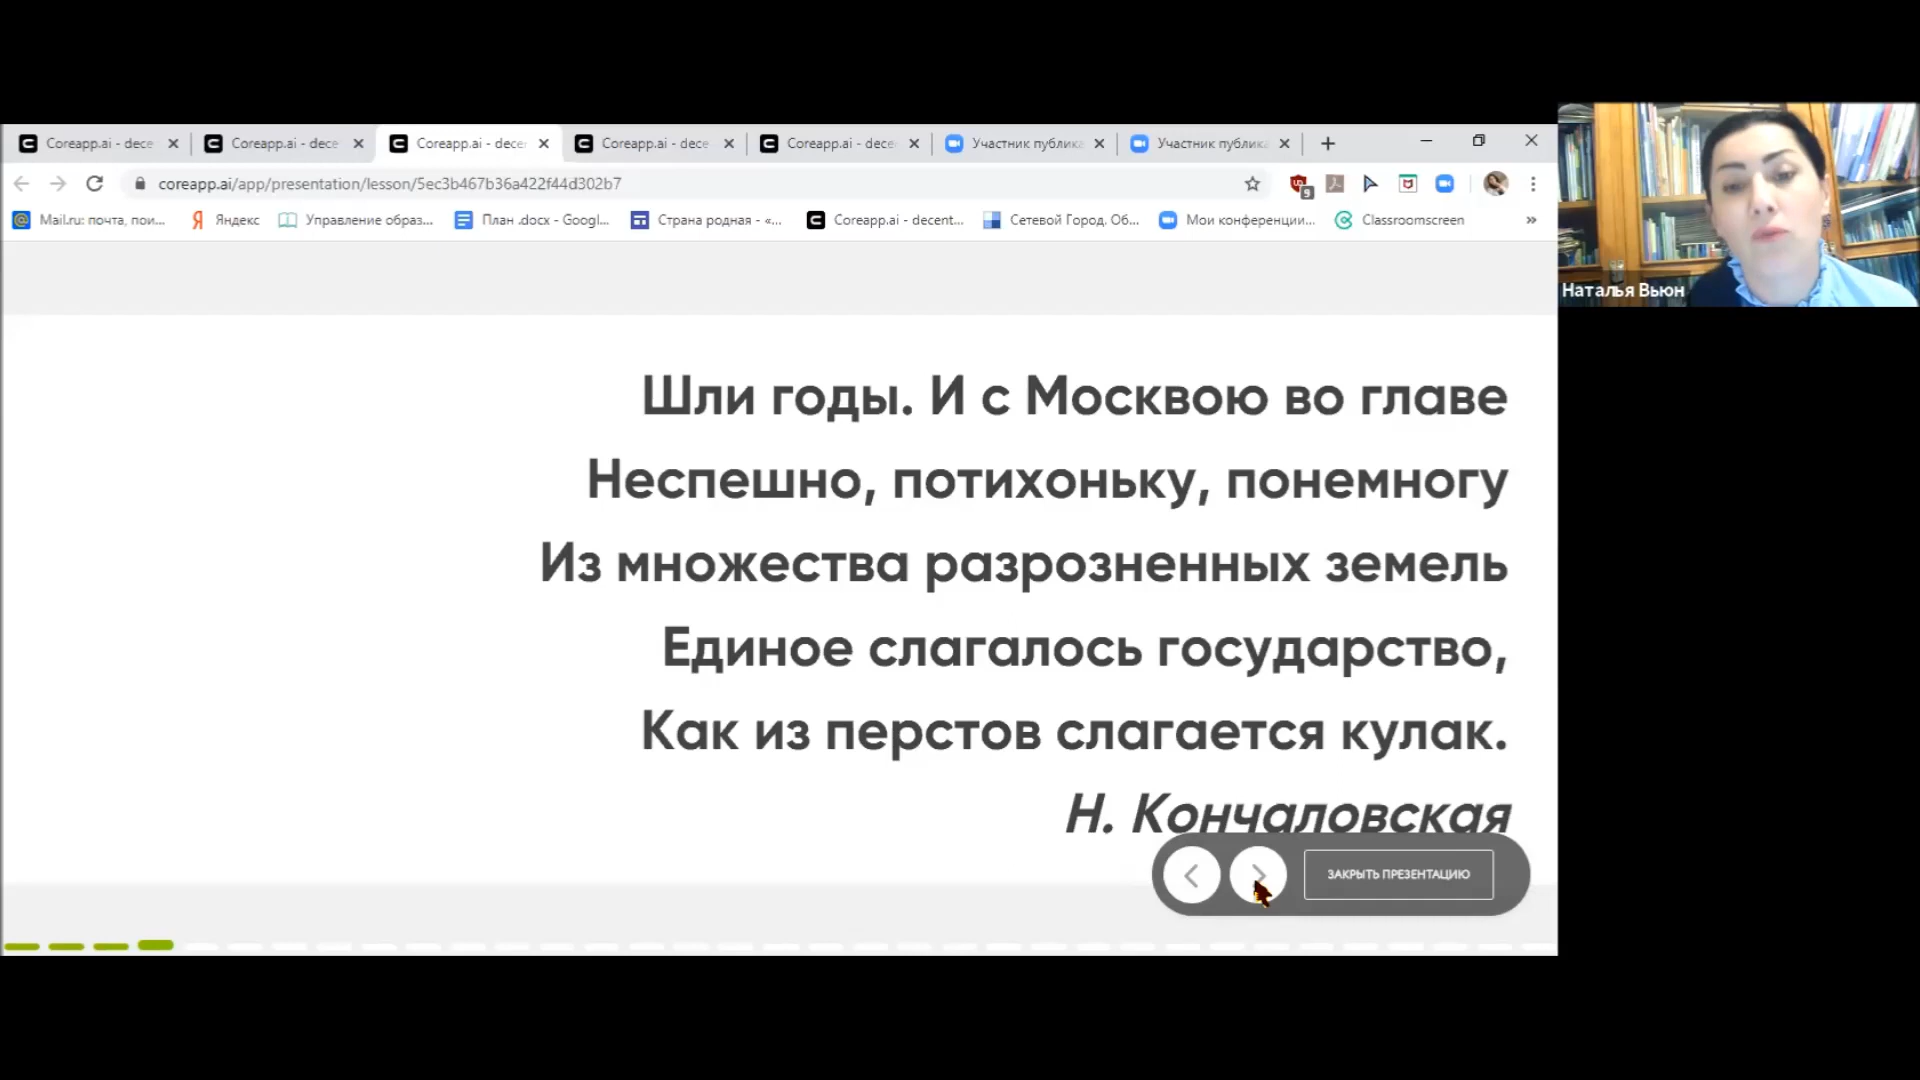 Coreapp.ai - dece
Coreapp.ai - dece
Coreapp.ai - decer
Coreapp.ai - dece
Coreapp.ai - dece
Участник публика
Участник публика
coreapp.ai/app/presentation/lesson/5ec3b467b36a422f44d302b7
9
Mail.ru: почта, пои...
Яндекс
Управление образ...
План .docx - Googl...
Страна родная - «...
Coreapp.ai - decent...
Сетевой Город. Об...
Мои конференции...
Classroomscreen
Наталья Вьюн
Шли годы. И с Москвою во главе
Неспешно, потихоньку, понемногу
Из множества разрозненных земель
Единое слагалось государство,
Как из перстов слагается кулак.
Н. Кончаловская
ЗАКРЫТЬ ПРЕЗЕНТАЦИЮ